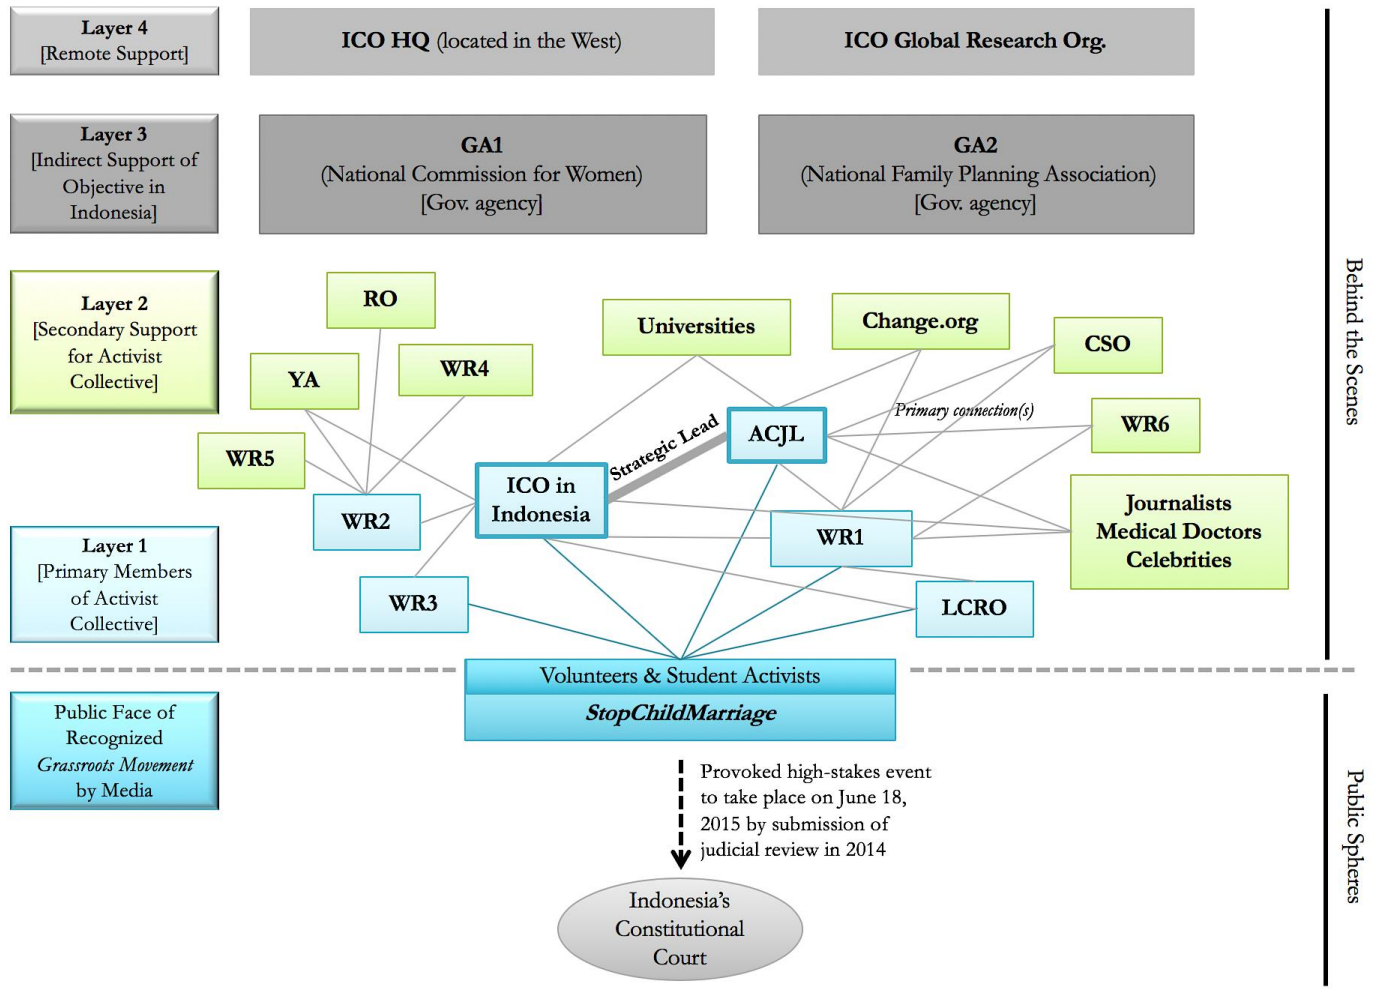 Layer 4
[Remote Support]
ICO HQ (located in the West)
ICO Global Research Org.
Layer 3
[Indirect Support of
Objective in
Indonesia]
GA1
(National Commission for Women)
[Gov. agency]
GA2
(National Family Planning Association)
[Gov. agency]
Layer 2
[Secondary Support
for Activist
Collective]
RO
YA
WR4
WR5
Universities
Change.org
CSO
WR6
Primary connection(s)
Strategic Lead
ACJL
ICO in
Indonesia
WR2
WR3
WR1
LCRO
Journalists
Medical Doctors
Celebrities
Layer 1
[Primary Members
of Activist
Collective]
Behind the Scenes
Volunteers & Student Activists
StopChildMarriage
Public Face of
Recognized
Grassroots Movement
by Media
Provoked high-stakes event
to take place on June 18,
2015 by submission of
judicial review in 2014
Indonesia's
Constitutional
Court
Public Spheres